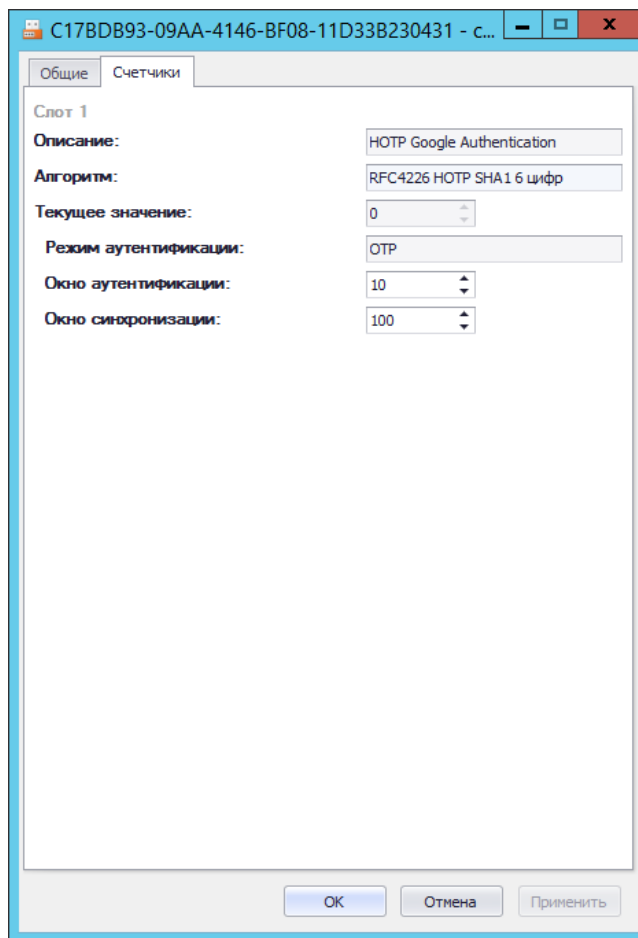 C17BDB93-09AA-4146-BF08-11D33B230431 - с...
Общие Счетчики
Слот 1
Описание: HOTP Google Authentication
Алгоритм: RFC4226 HOTP SHA1 6 цифр
Текущее значение: 0
Режим аутентификации: OTP
Окно аутентификации: 10
Окно синхронизации: 100
OK Отмена Применить